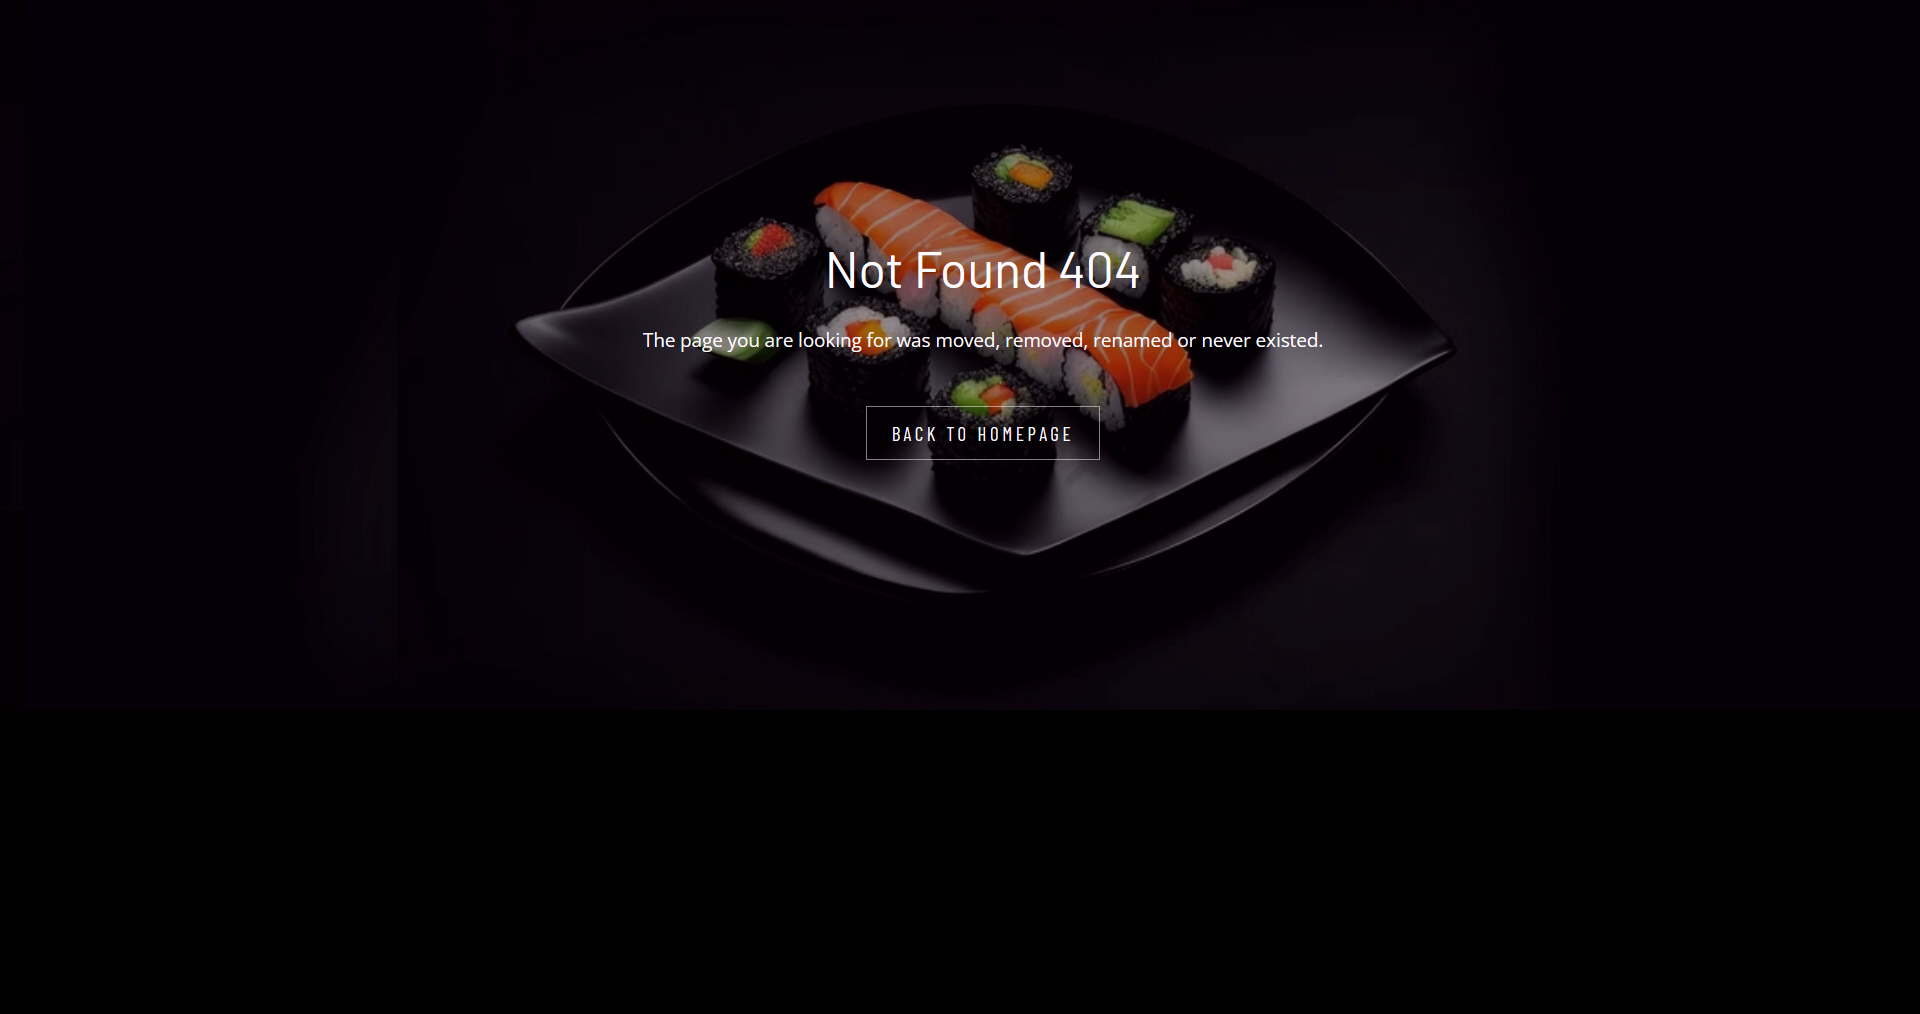 Not Found 404
The page you are looking for was moved, removed, renamed or never existed.
BACK TO HOMEPAGE